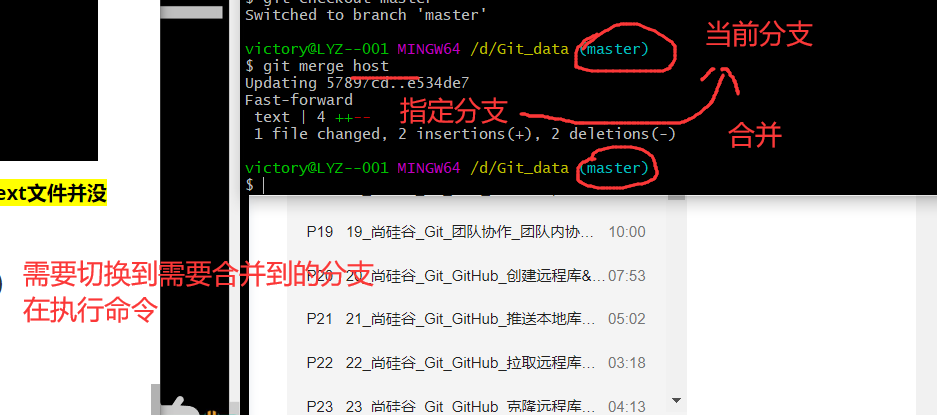 Switched to branch 'master'
victory@LYZ--001 MINGW64 /d/Git_data (master)
当前分支
$ git merge host
Updating 57897cd..e534de7
Fast-forward
指定分支
text | 4 ++--
合并
1 file changed, 2 insertions(+), 2 deletions(-)
victory@LYZ--001 MINGW64 /d/Git_data (master)
$
ext文件并没
P19 19_尚硅谷_Git_团队协作_团队内协... 10:00
需要切换到需要合并到的分支
P20 20_尚硅谷_Git_GitHub_创建远程库&... 07:53
在执行命令
P21 21_尚硅谷_Git_GitHub_推送本地库... 05:02
P22 22_尚硅谷_Git_GitHub_拉取远程库... 03:18
P23 23_尚硅谷_Git_GitHub_克隆远程库... 04:13